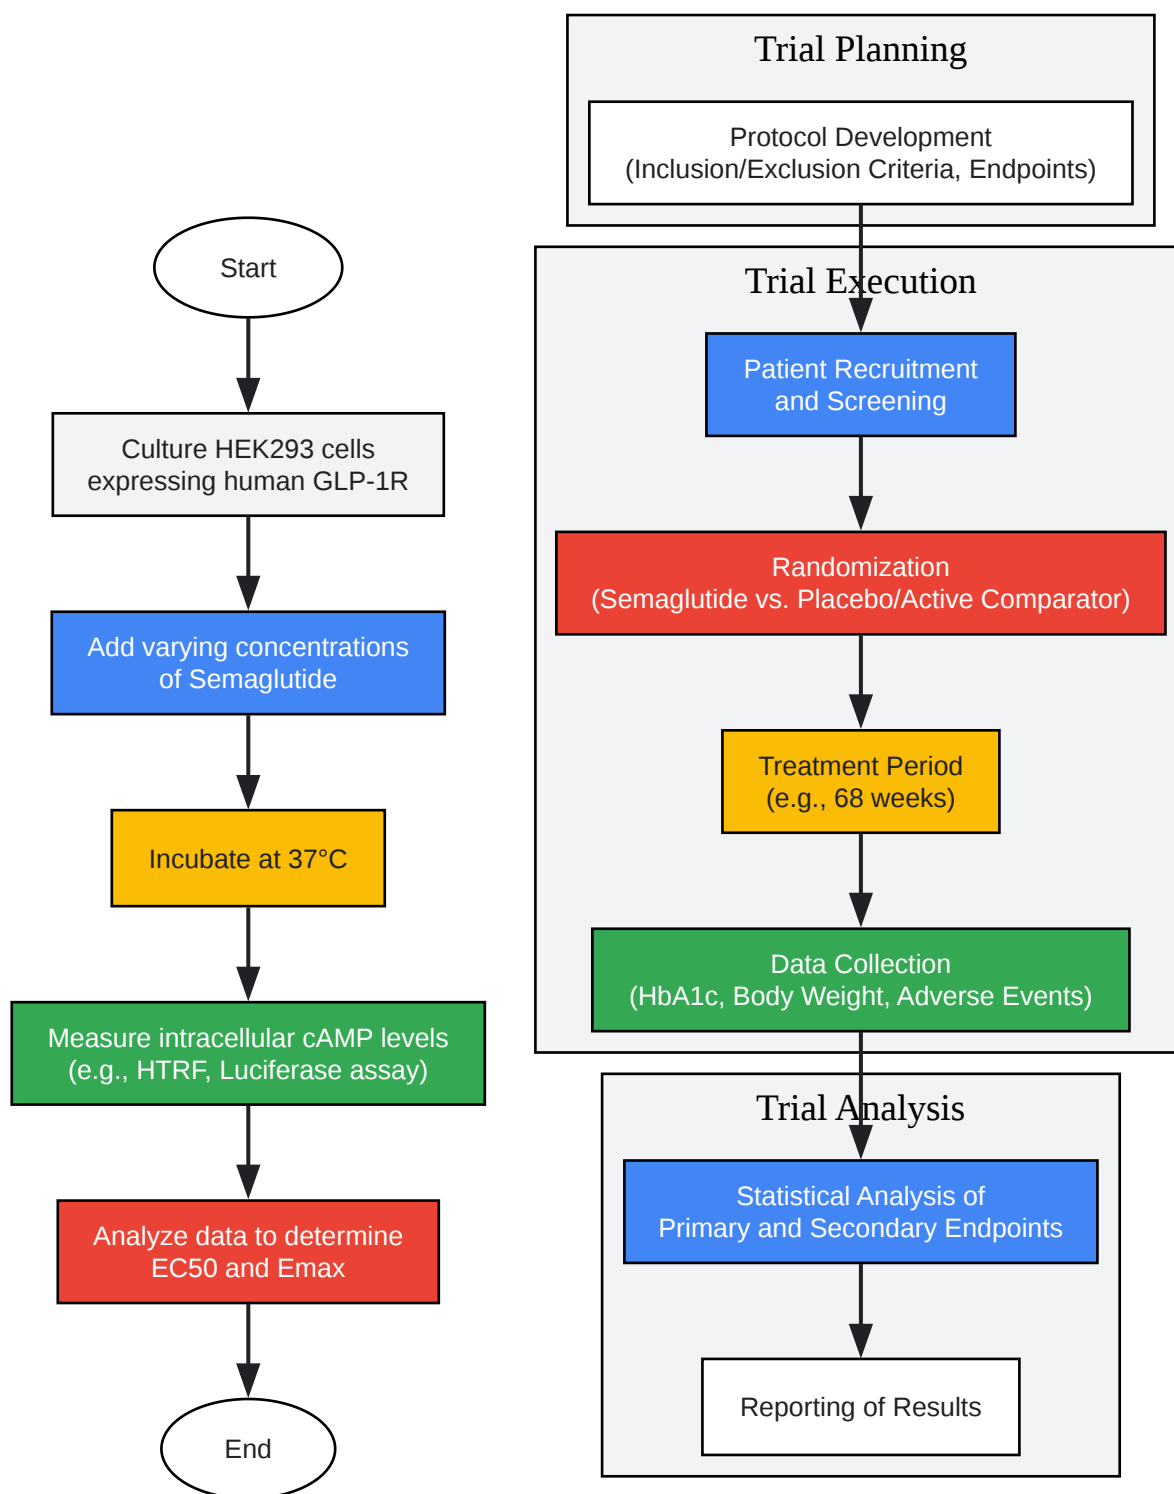 Start
Culture HEK293 cells
expressing human GLP-1R
Add varying concentrations
of Semaglutide
Incubate at 37°C
Measure intracellular cAMP levels
(e.g., HTRF, Luciferase assay)
Analyze data to determine
EC50 and Emax
End
Trial Planning
Protocol Development
(Inclusion/Exclusion Criteria, Endpoints)
Trial Execution
Patient Recruitment
and Screening
Randomization
(Semaglutide vs. Placebo/Active Comparator)
Treatment Period
(e.g., 68 weeks)
Data Collection
(HbA1c, Body Weight, Adverse Events)
Trial Analysis
Statistical Analysis of
Primary and Secondary Endpoints
Reporting of Results